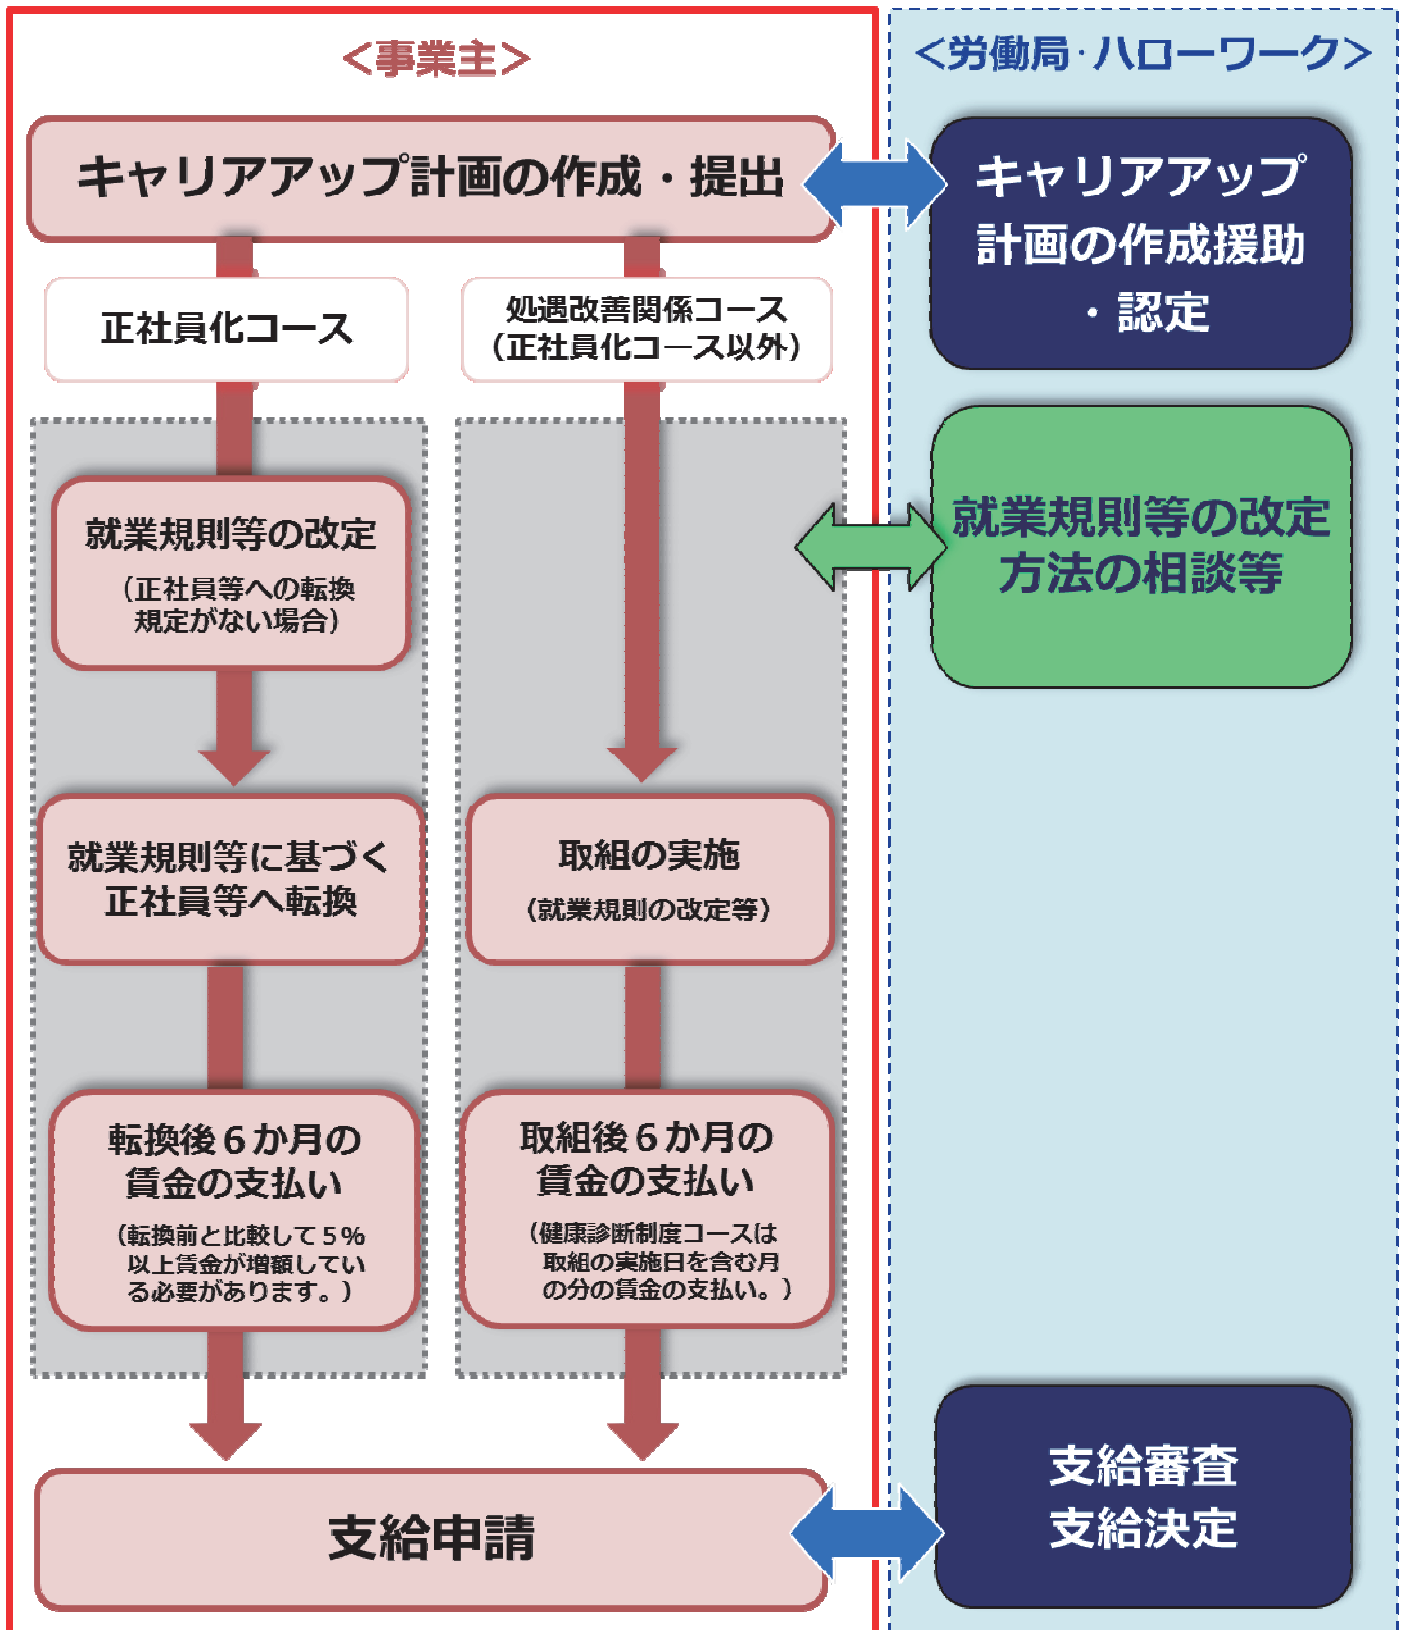 ＜事業主＞
キャリアアップ計画の作成・提出
正社員化コース
処遇改善関係コース
（正社員化コース以外）
就業規則等の改定
（正社員等への転換
規定がない場合）
就業規則等に基づく
正社員等へ転換
取組の実施
（就業規則の改定等）
転換後６か月の
賃金の支払い
（転換前と比較して５％
以上賃金が増額してい
る必要があります。）
取組後６か月の
賃金の支払い
（健康診断制度コースは
取組の実施日を含む月
の分の賃金の支払い。）
支給申請
＜労働局・ハローワーク＞
キャリアアップ
計画の作成援助
・認定
就業規則等の改定
方法の相談等
支給審査
支給決定